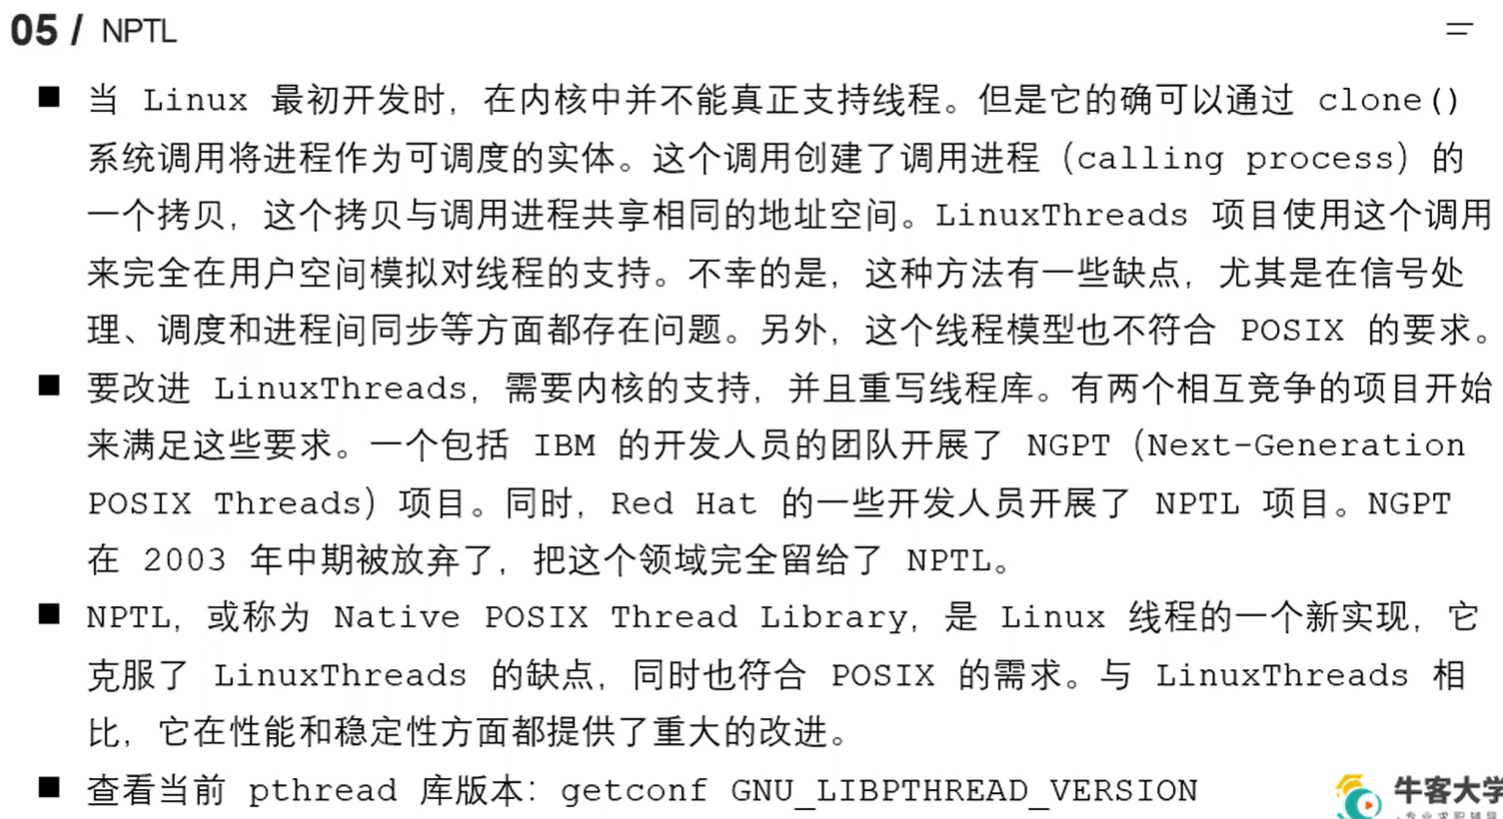 05 / NPTL
■ 当 Linux 最初开发时，在内核中并不能真正支持线程。但是它的确可以通过 clone()
系统调用将进程作为可调度的实体。这个调用创建了调用进程（calling process）的
一个拷贝，这个拷贝与调用进程共享相同的地址空间。LinuxThreads 项目使用这个调用
来完全在用户空间模拟对线程的支持。不幸的是，这种方法有一些缺点，尤其是在信号处
理、调度和进程间同步等方面都存在问题。另外，这个线程模型也不符合 POSIX 的要求。
■ 要改进 LinuxThreads，需要内核的支持，并且重写线程库。有两个相互竞争的项目开始
来满足这些要求。一个包括 IBM 的开发人员的团队开展了 NGPT（Next-Generation
POSIX Threads）项目。同时，Red Hat 的一些开发人员开展了 NPTL 项目。NGPT
在 2003 年中期被放弃了，把这个领域完全留给了 NPTL。
■ NPTL，或称为 Native POSIX Thread Library，是 Linux 线程的一个新实现，它
克服了 LinuxThreads 的缺点，同时也符合 POSIX 的需求。与 LinuxThreads 相
比，它在性能和稳定性方面都提供了重大的改进。
■ 查看当前 pthread 库版本：getconf GNU_LIBPTHREAD_VERSION
牛客大学